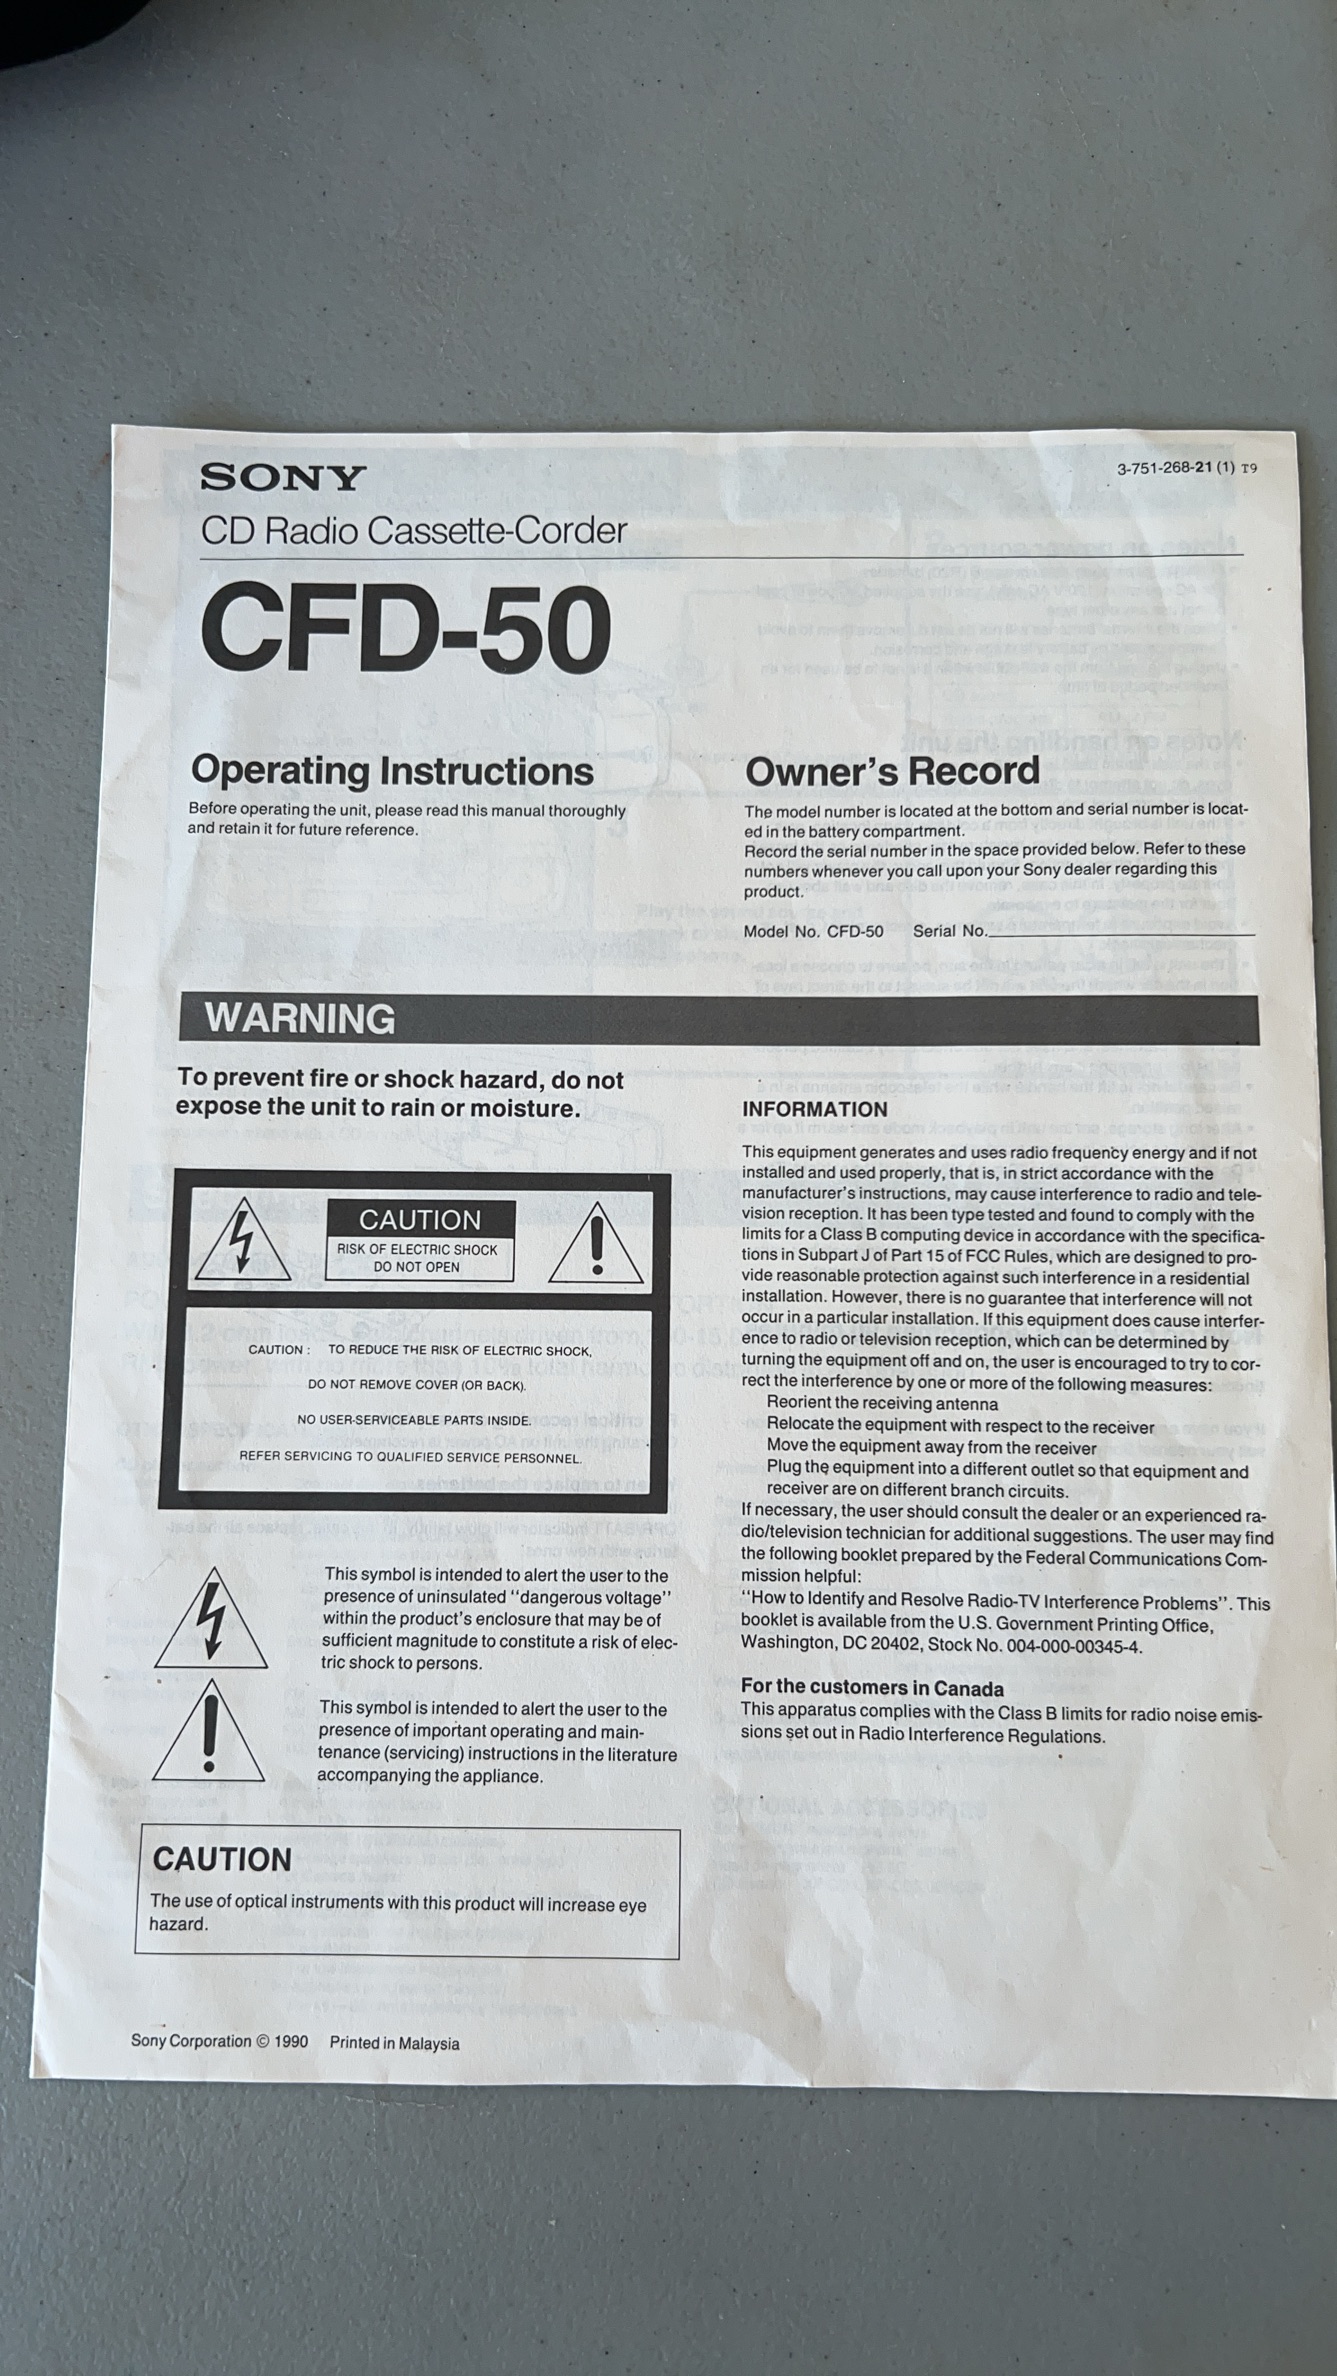 SONY
3-751-268-21 (1) T9
CD Radio Cassette-Corder
CFD-50
Operating Instructions
Before operating the unit, please read this manual thoroughly
and retain it for future reference.
Owner's Record
The model number is located at the bottom and serial number is locat-
ed in the battery compartment.
Record the serial number in the space provided below. Refer to these
numbers whenever you call upon your Sony dealer regarding this
product.
Model No. CFD-50 Serial No.
WARNING
To prevent fire or shock hazard, do not
expose the unit to rain or moisture.
CAUTION
RISK OF ELECTRIC SHOCK
DO NOT OPEN
CAUTION : TO REDUCE THE RISK OF ELECTRIC SHOCK,
DO NOT REMOVE COVER (OR BACK).
NO USER-SERVICEABLE PARTS INSIDE.
REFER SERVICING TO QUALIFIED SERVICE PERSONNEL.
This symbol is intended to alert the user to the
presence of uninsulated ''dangerous voltage''
within the product's enclosure that may be of
sufficient magnitude to constitute a risk of elec-
tric shock to persons.
This symbol is intended to alert the user to the
presence of important operating and main-
tenance (servicing) instructions in the literature
accompanying the appliance.
CAUTION
The use of optical instruments with this product will increase eye
hazard.
INFORMATION
This equipment generates and uses radio frequency energy and if not
installed and used properly, that is, in strict accordance with the
manufacturer's instructions, may cause interference to radio and tele-
vision reception. It has been type tested and found to comply with the
limits for a Class B computing device in accordance with the specifica-
tions in Subpart J of Part 15 of FCC Rules, which are designed to pro-
vide reasonable protection against such interference in a residential
installation. However, there is no guarantee that interference will not
occur in a particular installation. If this equipment does cause interfer-
ence to radio or television reception, which can be determined by
turning the equipment off and on, the user is encouraged to try to cor-
rect the interference by one or more of the following measures:
Reorient the receiving antenna
Relocate the equipment with respect to the receiver
Move the equipment away from the receiver
Plug the equipment into a different outlet so that equipment and
receiver are on different branch circuits.
If necessary, the user should consult the dealer or an experienced ra-
dio/television technician for additional suggestions. The user may find
the following booklet prepared by the Federal Communications Com-
mission helpful:
''How to Identify and Resolve Radio-TV Interference Problems''. This
booklet is available from the U.S. Government Printing Office,
Washington, DC 20402, Stock No. 004-000-00345-4.
For the customers in Canada
This apparatus complies with the Class B limits for radio noise emis-
sions set out in Radio Interference Regulations.
Sony Corporation © 1990 Printed in Malaysia